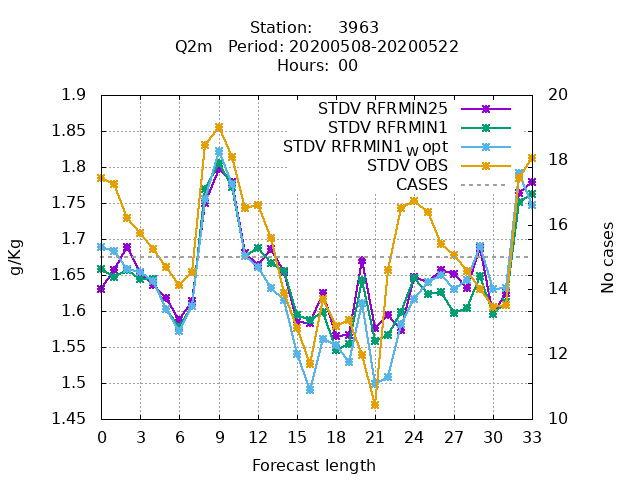 Station: 3963
Q2m Period: 20200508-20200522
Hours: 00
STDV RFRMIN25
STDV RFRMIN1
STDV RFRMIN1wopt
STDV OBS
CASES
g/Kg
1.9
1.85
1.8
1.75
1.7
1.65
1.6
1.55
1.5
1.45
20
18
16
14
12
10
No cases
0 3 6 9 12 15 18 21 24 27 30 33
Forecast length